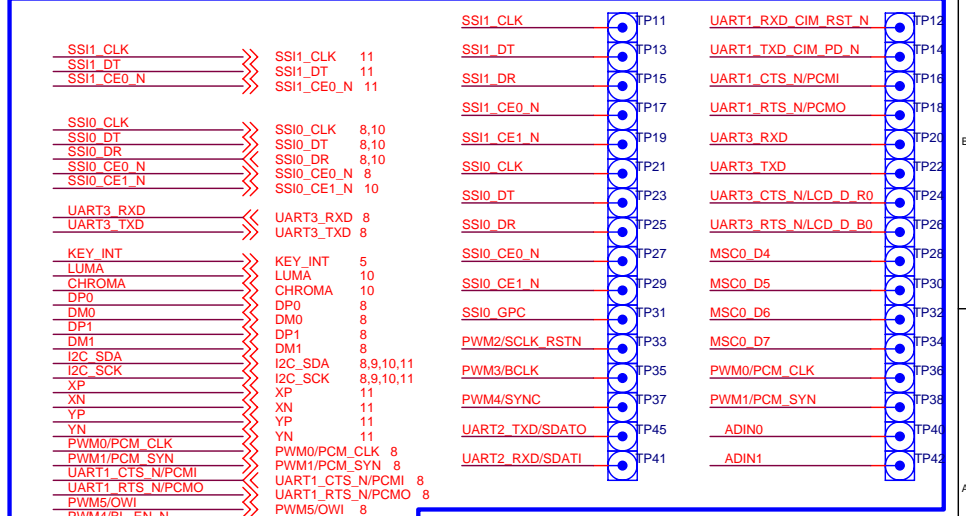 SSI1_CLK SSI1_CLK 11
SSI1_DT SSI1_DT 11
SSI1_CE0_N SSI1_CE0_N 11
SSI0_CLK SSI0_CLK 8,10
SSI0_DT SSI0_DT 8,10
SSI0_DR SSI0_DR 8,10
SSI0_CE0_N SSI0_CE0_N 8
SSI0_CE1_N SSI0_CE1_N 10
UART3_RXD UART3_RXD 8
UART3_TXD UART3_TXD 8
KEY_INT KEY_INT 5
LUMA LUMA 10
CHROMA CHROMA 10
DP0 DP0 8
DM0 DM0 8
DP1 DP1 8
DM1 DM1 8
I2C_SDA I2C_SDA 8,9,10,11
I2C_SCK I2C_SCK 8,9,10,11
XP XP 11
XN XN 11
YP YP 11
YN YN 11
PWM0/PCM_CLK PWM0/PCM_CLK 8
PWM1/PCM_SYN PWM1/PCM_SYN 8
UART1_CTS_N/PCMI UART1_CTS_N/PCMI 8
UART1_RTS_N/PCMO UART1_RTS_N/PCMO 8
PWM5/OWI PWM5/OWI 8
PWM4/BL_EN_N
SSI1_CLK TP11
SSI1_DT TP13
SSI1_DR TP15
SSI1_CE0_N TP17
SSI1_CE1_N TP19
SSI0_CLK TP21
SSI0_DT TP23
SSI0_DR TP25
SSI0_CE0_N TP27
SSI0_CE1_N TP29
SSI0_GPC TP31
PWM2/SCLK_RSTN TP33
PWM3/BCLK TP35
PWM4/SYNC TP37
UART2_TXD/SDATO TP45
UART2_RXD/SDATI TP41
UART1_RXD_CIM_RST_N TP12
UART1_TXD_CIM_PD_N TP14
UART1_CTS_N/PCMI TP16
UART1_RTS_N/PCMO TP18
UART3_RXD TP20
UART3_TXD TP22
UART3_CTS_N/LCD_D_R0 TP24
UART3_RTS_N/LCD_D_B0 TP26
MSC0_D4 TP28
MSC0_D5 TP30
MSC0_D6 TP32
MSC0_D7 TP34
PWM0/PCM_CLK TP36
PWM1/PCM_SYN TP38
ADIN0 TP40
ADIN1 TP42
A